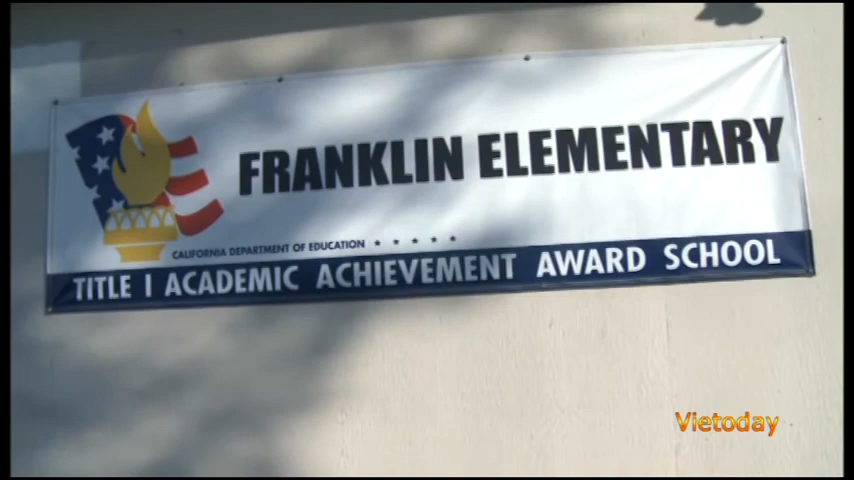 FRANKLIN ELEMENTARY
CALIFORNIA DEPARTMENT OF EDUCATION ★ ★ ★ ★ ★
TITLE I ACADEMIC ACHIEVEMENT AWARD SCHOOL
Vietoday